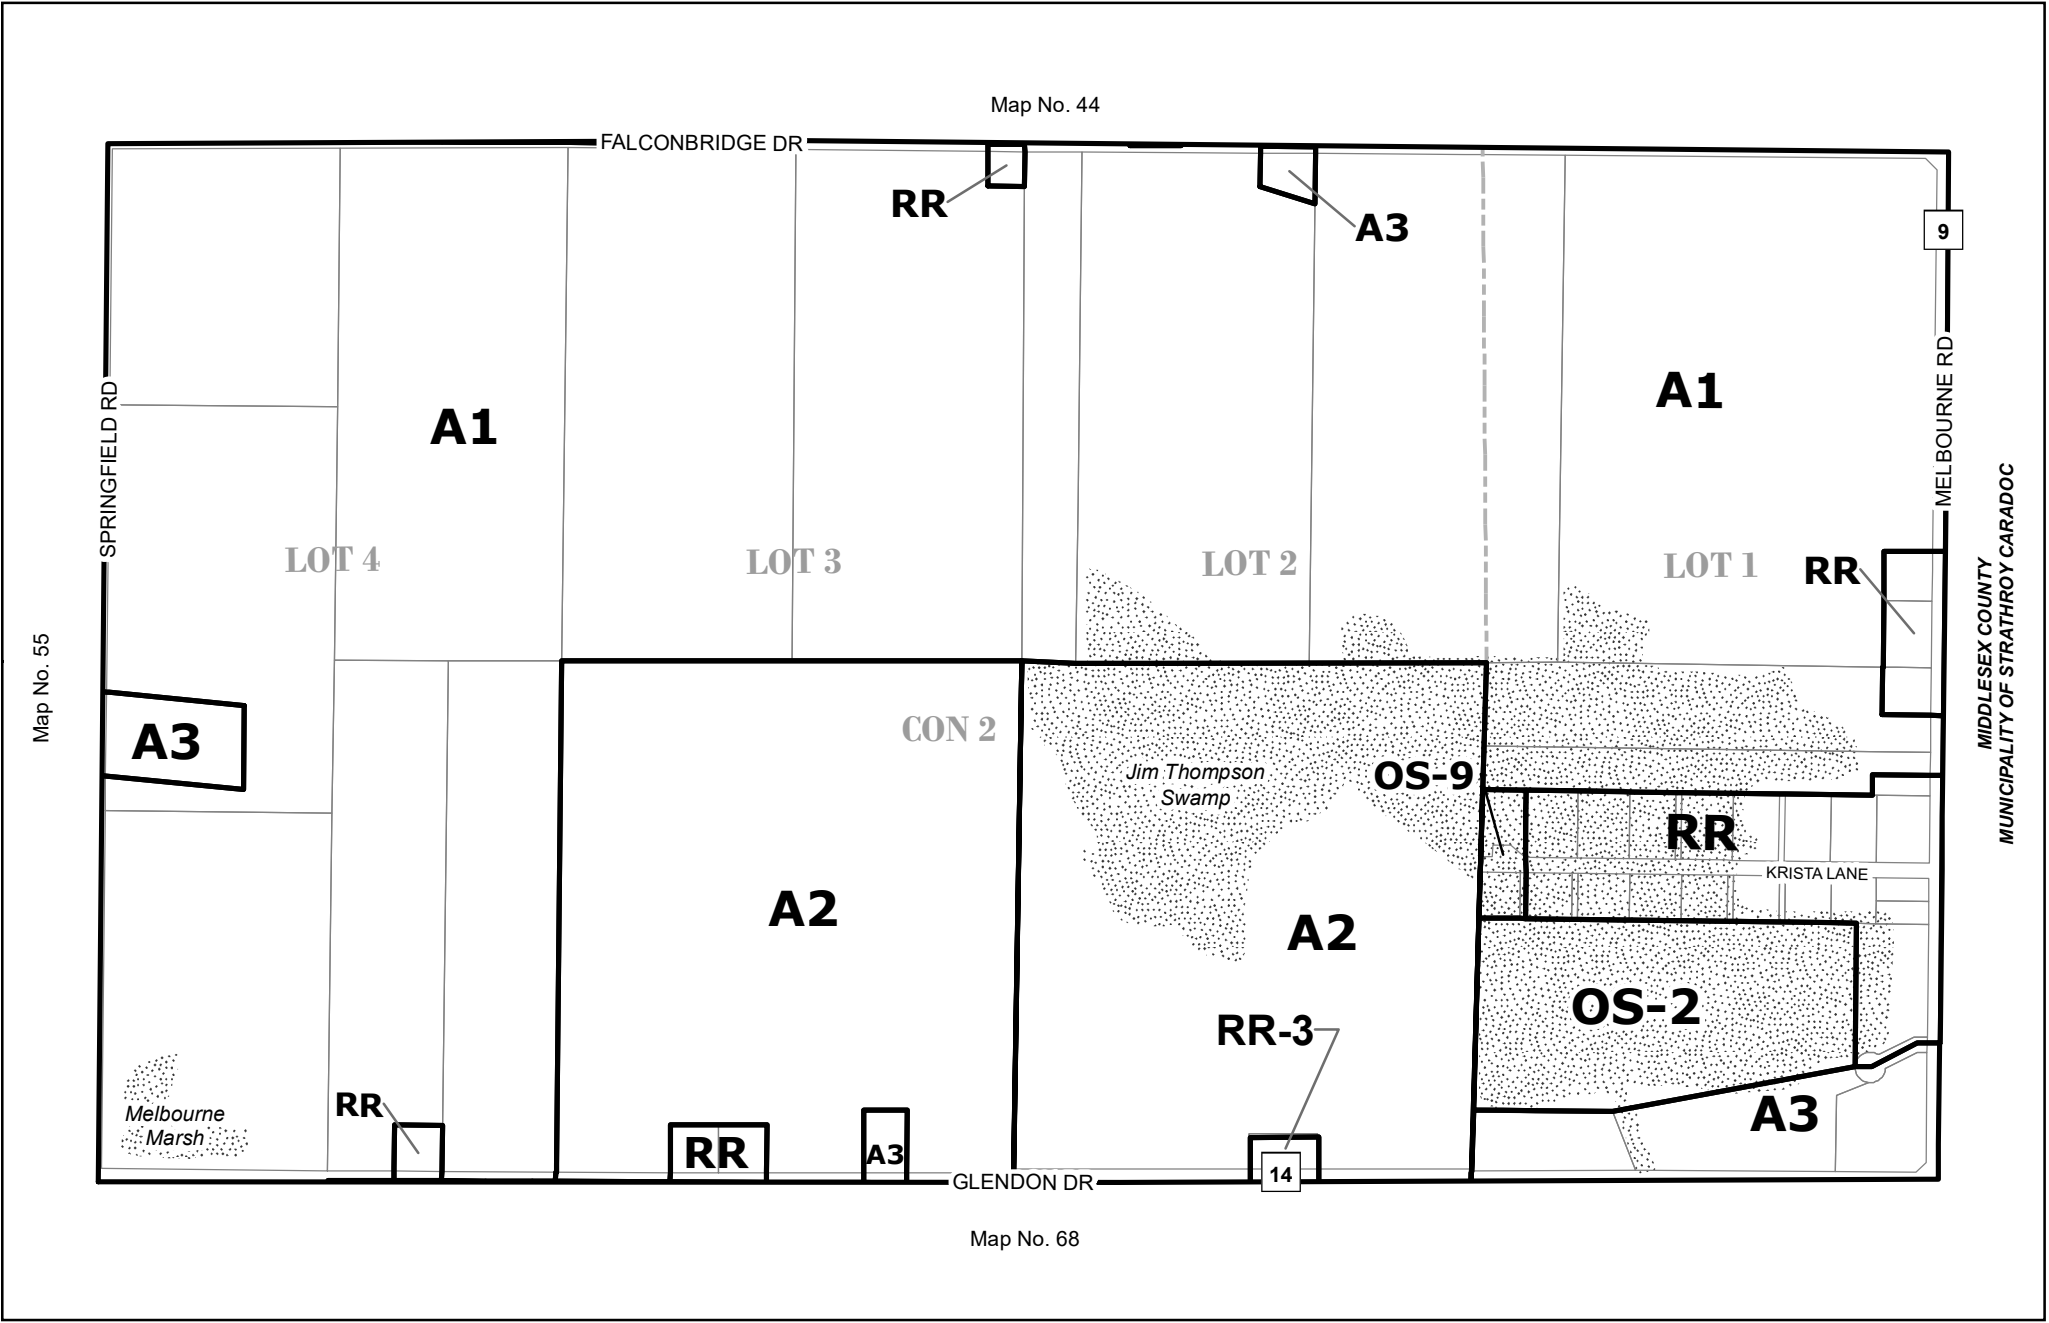 Map No. 44
FALCONBRIDGE DR
RR
A3
9
A1
A1
SPRINGFIELD RD
MELBOURNE RD
LOT 4
LOT 3
LOT 2
LOT 1
RR
MIDDLESEX COUNTY
MUNICIPALITY OF STRATHROY CARADOC
Map No. 55
A3
CON 2
Jim Thompson
Swamp
OS-9
RR
KRISTA LANE
A2
A2
OS-2
RR-3
Melbourne
Marsh
RR
RR
A3
A3
14
GLENDON DR
Map No. 68